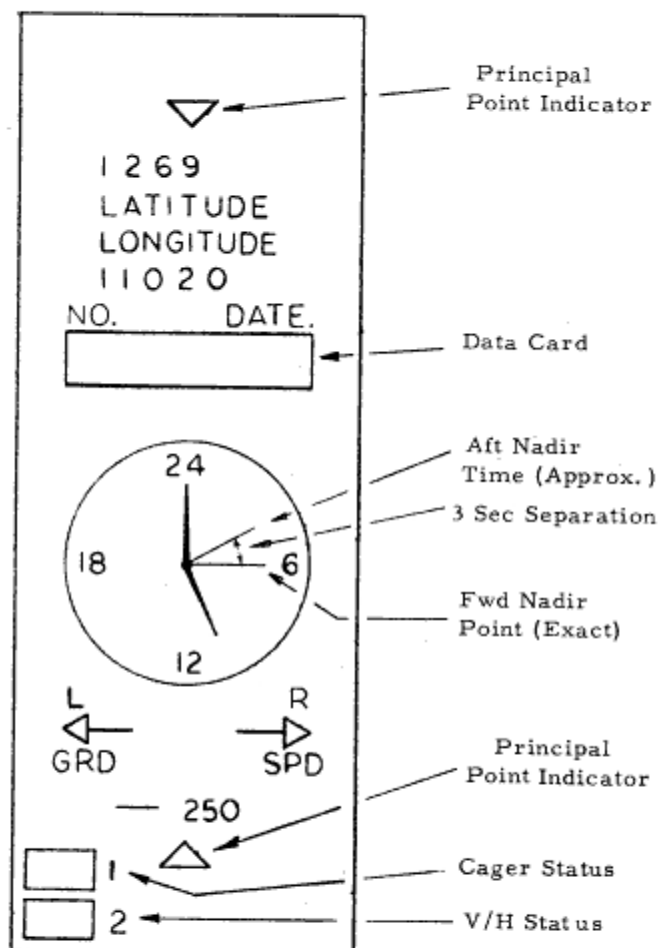 Principal
Point Indicator
1269
LATITUDE
LONGITUDE
11020
NO. DATE.
Data Card
24
18
6
12
Aft Nadir
Time (Approx.)
3 Sec Separation
Fwd Nadir
Point (Exact)
L R
GRD SPD
— 250
Principal
Point Indicator
1
Cager Status
2
V/H Status